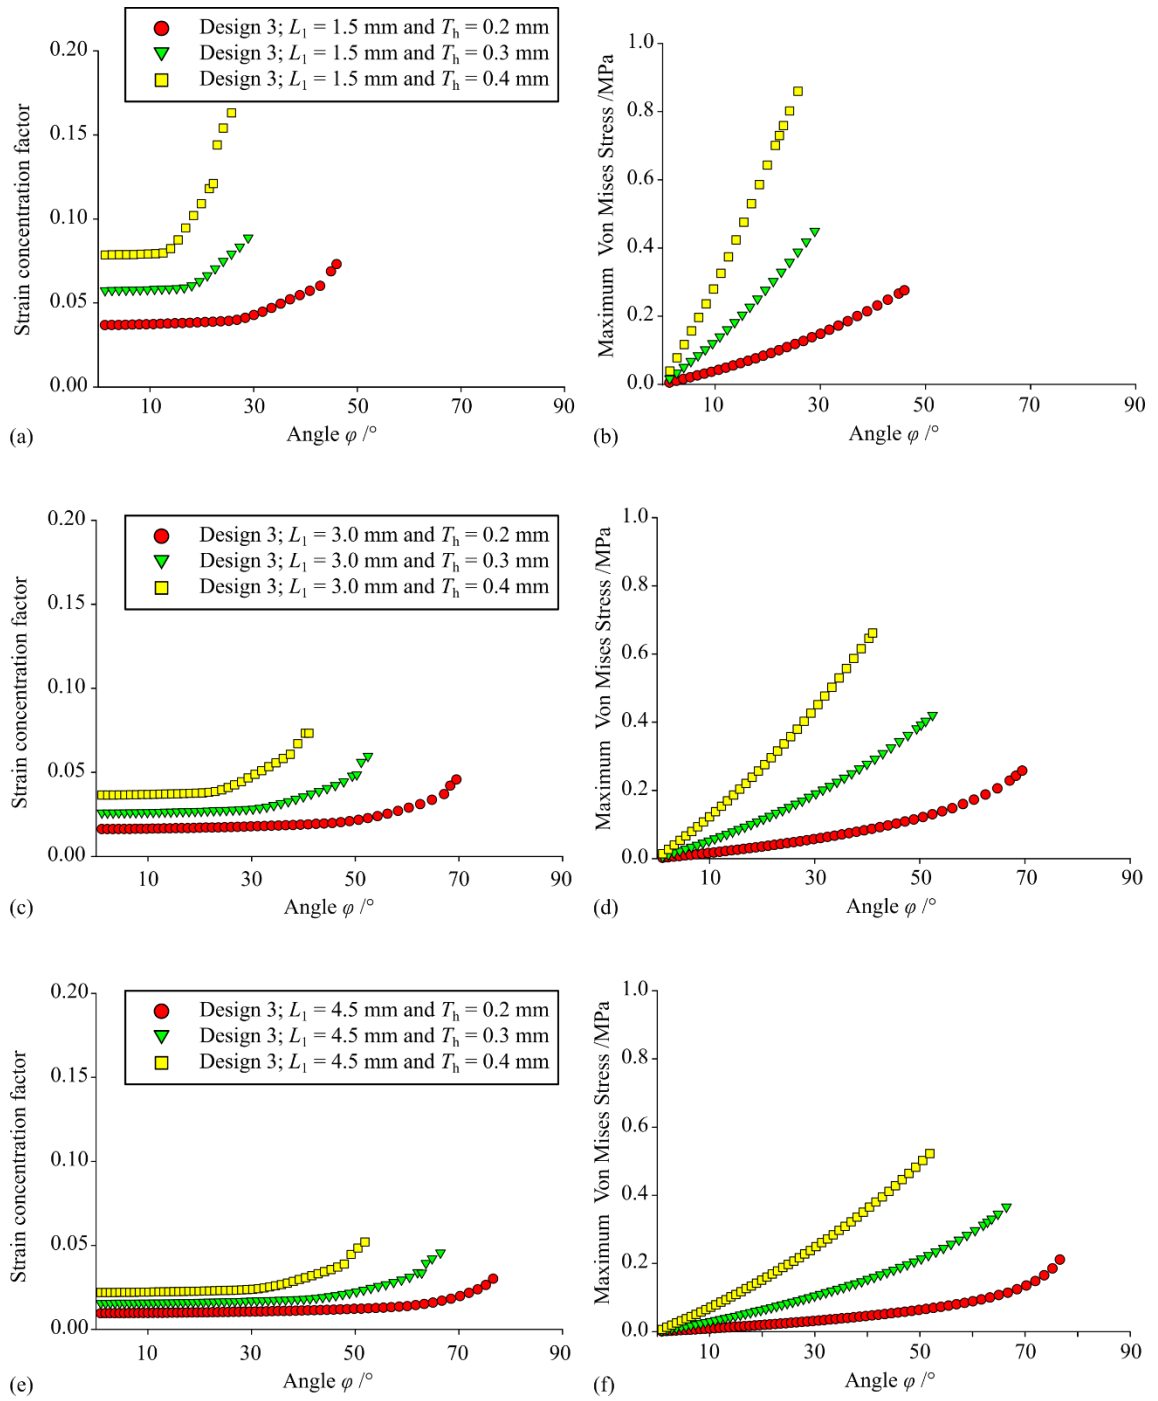 Design 3; L1 = 1.5 mm and Th = 0.2 mm
Design 3; L1 = 1.5 mm and Th = 0.3 mm
Design 3; L1 = 1.5 mm and Th = 0.4 mm
Strain concentration factor
0.20
0.15
0.10
0.05
0.00
10 30 50 70 90
Angle φ /°
(a)
Maximum Von Mises Stress /MPa
1.0
0.8
0.6
0.4
0.2
0.0
10 30 50 70 90
Angle φ /°
(b)
Design 3; L1 = 3.0 mm and Th = 0.2 mm
Design 3; L1 = 3.0 mm and Th = 0.3 mm
Design 3; L1 = 3.0 mm and Th = 0.4 mm
Strain concentration factor
0.20
0.15
0.10
0.05
0.00
10 30 50 70 90
Angle φ /°
(c)
Maximum Von Mises Stress /MPa
1.0
0.8
0.6
0.4
0.2
0.0
10 30 50 70 90
Angle φ /°
(d)
Design 3; L1 = 4.5 mm and Th = 0.2 mm
Design 3; L1 = 4.5 mm and Th = 0.3 mm
Design 3; L1 = 4.5 mm and Th = 0.4 mm
Strain concentration factor
0.20
0.15
0.10
0.05
0.00
10 30 50 70 90
Angle φ /°
(e)
Maximum Von Mises Stress /MPa
1.0
0.8
0.6
0.4
0.2
0.0
10 30 50 70 90
Angle φ /°
(f)